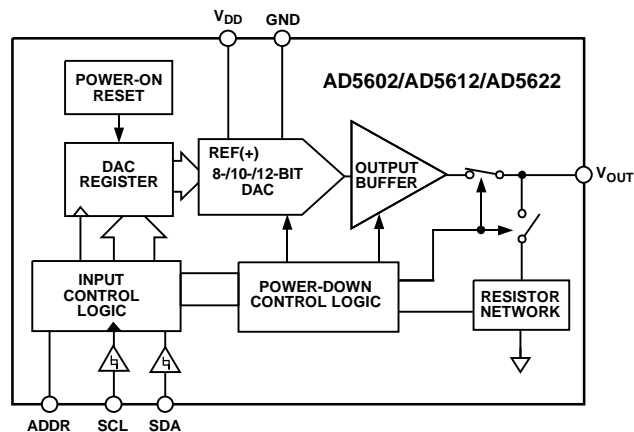 VDD GND
AD5602/AD5612/AD5622
POWER-ON
RESET
DAC
REGISTER
REF(+)
8-/10-/12-BIT
DAC
OUTPUT
BUFFER
VOUT
INPUT
CONTROL
LOGIC
POWER-DOWN
CONTROL LOGIC
RESISTOR
NETWORK
ADDR SCL SDA